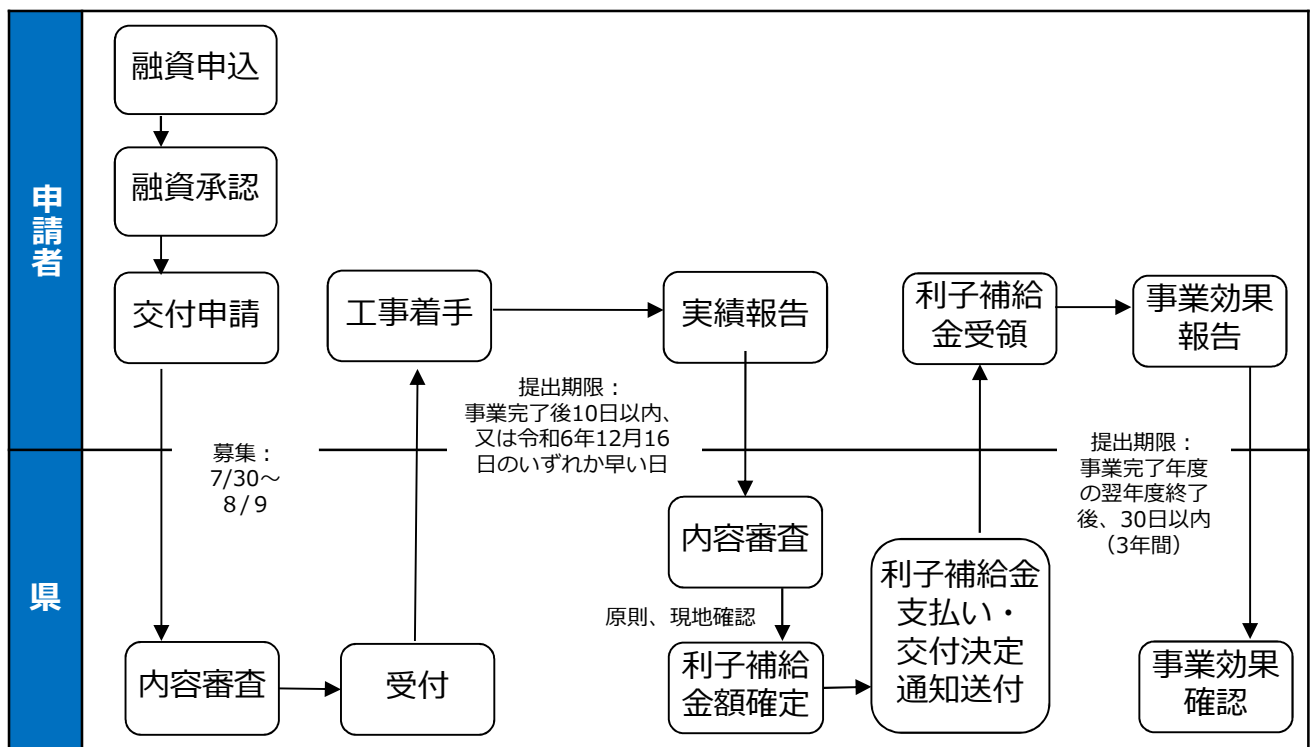 申請者
融資申込
融資承認
交付申請
工事着手
実績報告
利子補給
金受領
事業効果
報告
募集：
7/30～
８/９
提出期限：
事業完了後10日以内、
又は令和6年12月16
日のいずれか早い日
提出期限：
事業完了年度
の翌年度終了
後、30日以内
（3年間）
県
内容審査
受付
内容審査
原則、現地確認
利子補給
金額確定
利子補給金
支払い・
交付決定
通知送付
事業効果
確認